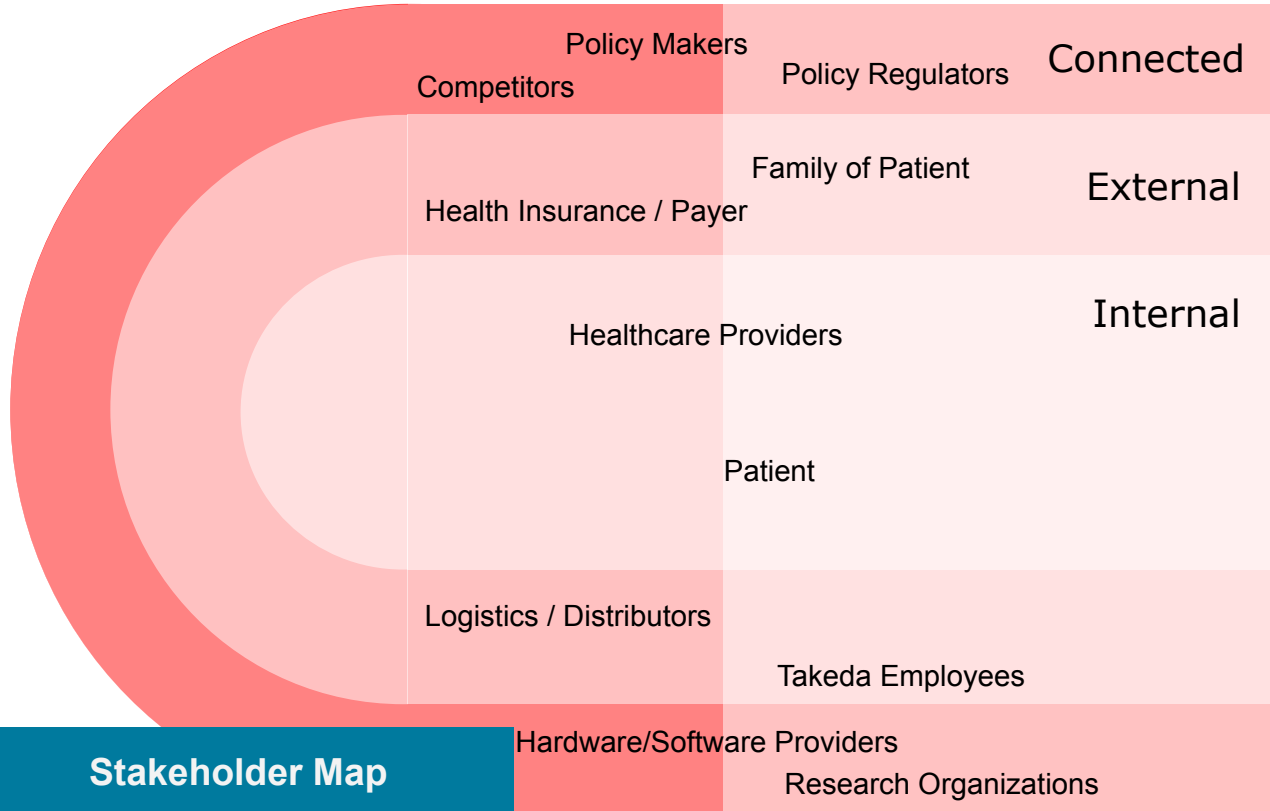 Policy Makers
Connected
Policy Regulators
Competitors
Family of Patient
External
Health Insurance / Payer
Internal
Healthcare Providers
Patient
Logistics / Distributors
Takeda Employees
Hardware/Software Providers
Stakeholder Map
Research Organizations